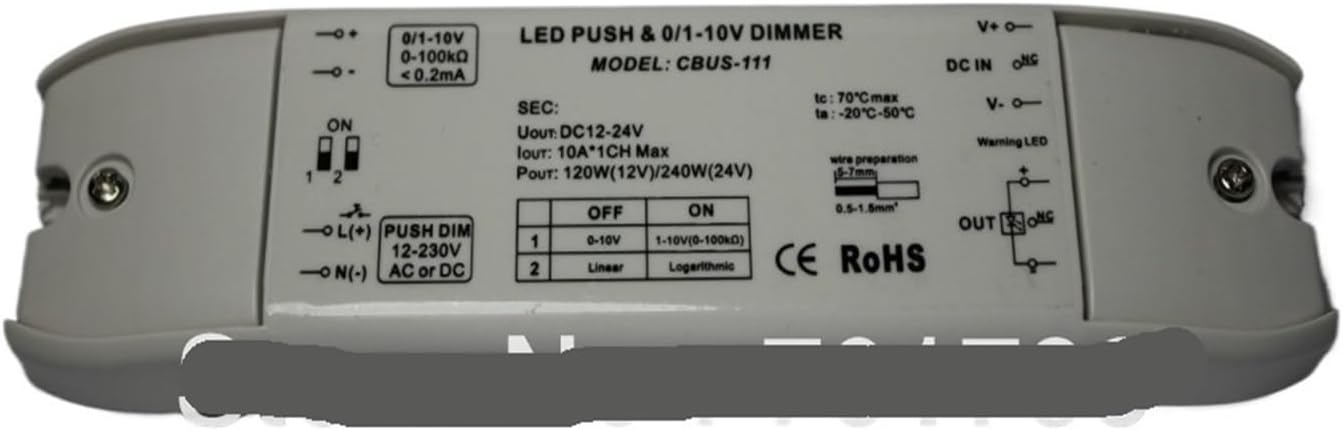 LED PUSH & 0/1-10V DIMMER
MODEL: CBUS-111
+
-
0/1-10V
0-100kΩ
<0.2mA
ON
1 2
L(+)
N(-)
PUSH DIM
12-230V
AC or DC
SEC:
UOUT: DC12-24V
IOUT: 10A*1CH Max
POUT: 120W(12V)/240W(24V)
OFF ON
1 0-10V 1-10V(0-100kΩ)
2 Linear Logarithmic
tc: 70℃max
ta: -20℃-50℃
wire preparation
5-7mm
0.5-1.5mm²
CE RoHS
V+
DC IN NC
V-
Warning LED
+
OUT NC
-